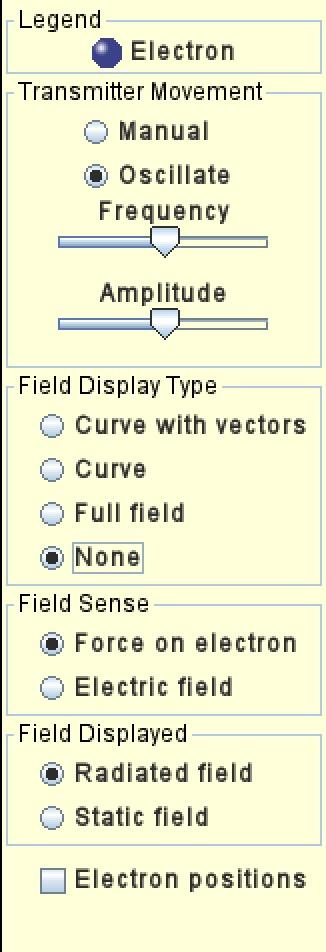 Legend
Electron
Transmitter Movement
Manual
Oscillate
Frequency
Amplitude
Field Display Type
Curve with vectors
Curve
Full field
None
Field Sense
Force on electron
Electric field
Field Displayed
Radiated field
Static field
Electron positions